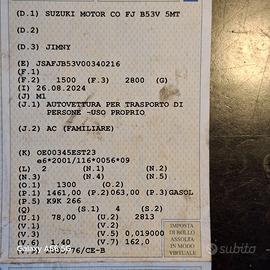 (D.1) SUZUKI MOTOR CO FJ B53V 5MT
(D.2)
(D.3) JIMNY
(E) JSAFJB53V00340216
(F.1)
(F.2) 1500 (F.3) 2800 (G)
(I) 26.08.2024
(J) M1
(J.1) AUTOVETTURA PER TRASPORTO DI
PERSONE -USO PROPRIO
(J.2) AC (FAMILIARE)
(K) OE00345EST23
e6*2001/116*0056*09
(L) 2 (N.1) (N.2)
(N.3) (N.4) (N.5)
(O.1) 1300 (O.2)
(P.1) 1461,00 (P.2) 063,00 (P.3) GASOL
(P.5) K9K 266
(Q) (S.1) 4 (S.2)
(U.1) 78,00 (U.2) 2813
(V.1) (V.2)
(V.3) (V.5) 0,019000
(V.6) 1,40 (V.7) 162,0
76/CE-B
IMPOSTA
DI BOLLO
ASSOLTA
IN MODO
VIRTUALE
subito